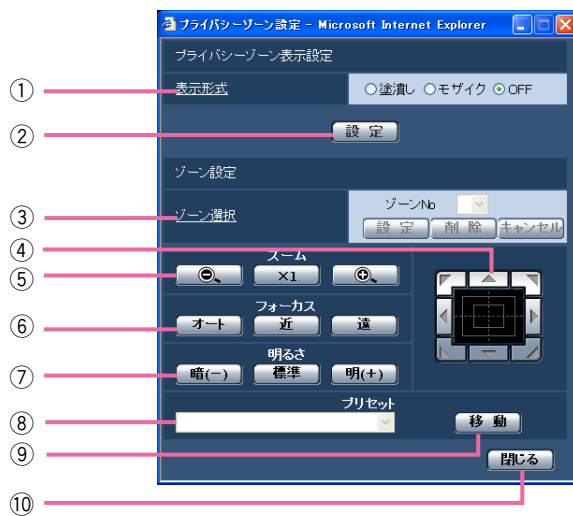 プライバシーゾーン設定 - Microsoft Internet Explorer
プライバシーゾーン表示設定
① 表示形式 塗潰し モザイク OFF
② 設定
ゾーン設定
③ ゾーン選択 ゾーンNo
設定 削除 キャンセル
④
ズーム
⑤ ×1
フォーカス
⑥ オート 近 遠
明るさ
⑦ 暗(-) 標準 明(+)
プリセット
⑧
⑨ 移動
閉じる
⑩